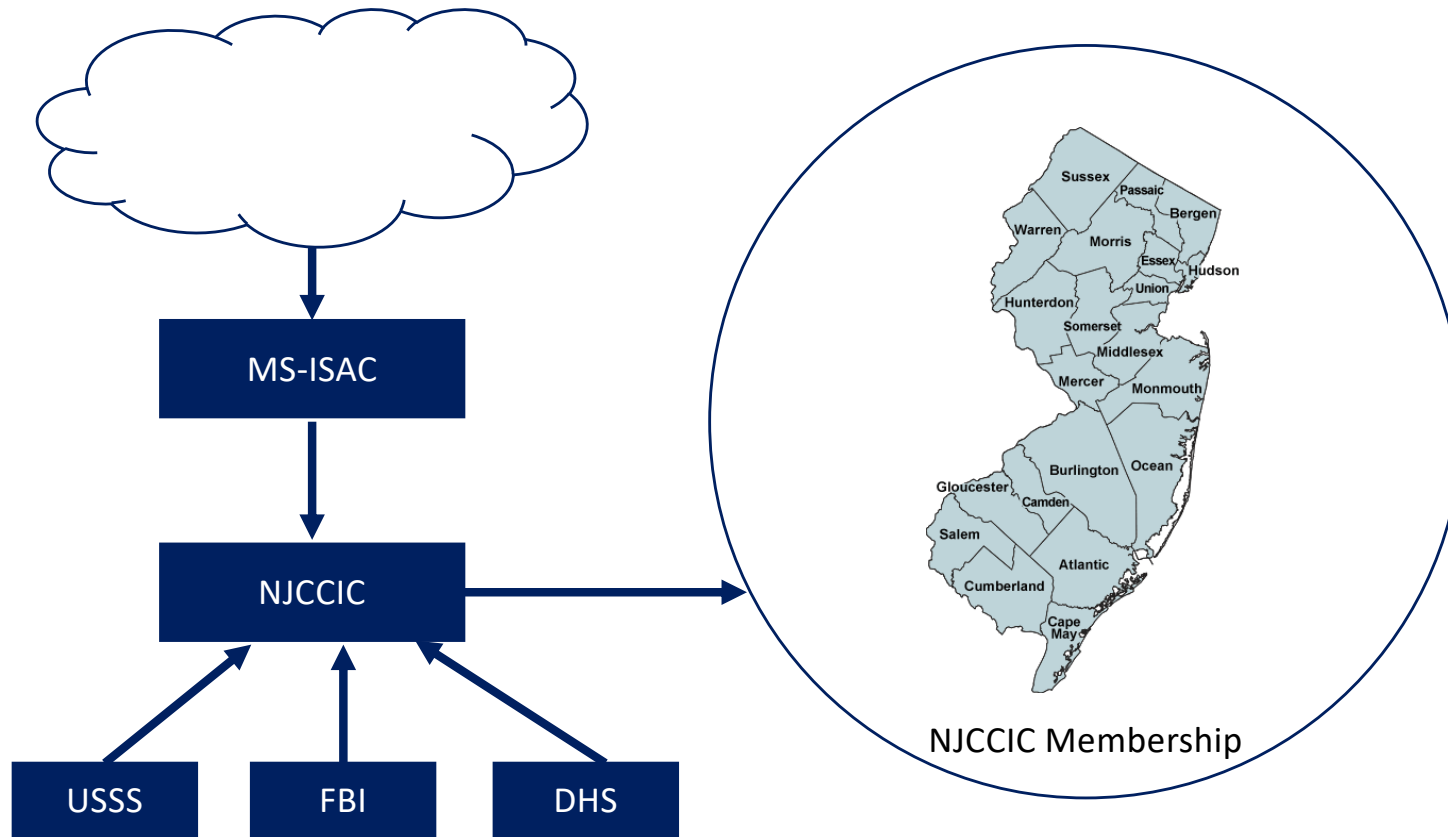 MS-ISAC
NJCCIC
USSS
FBI
DHS
Sussex
Passaic
Bergen
Warren
Morris
Essex
Hudson
Union
Hunterdon
Somerset
Middlesex
Mercer
Monmouth
Burlington
Ocean
Gloucester
Camden
Salem
Atlantic
Cumberland
Cape
May
NJCCIC Membership